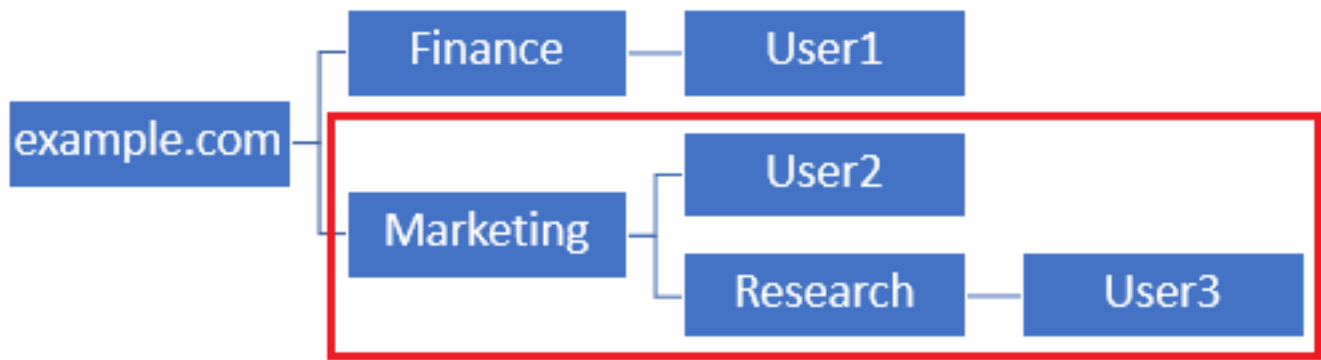 Finance
User1
example.com
User2
Marketing
Research
User3